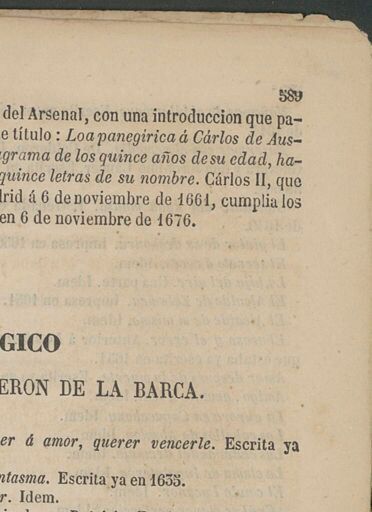 589
del Arsenal, con una introduccion que pa-
e título : Loa panegirica á Cárlos de Aus-
grama de los quince años de su edad, ha-
quince letras de su nombre. Cárlos II, que
drid á 6 de noviembre de 1661, cumplia los
en 6 de noviembre de 1676.
GICO
ERON DE LA BARCA.
er á amor, querer vencerle. Escrita ya
ntasma. Escrita ya en 1635.
r. Idem.